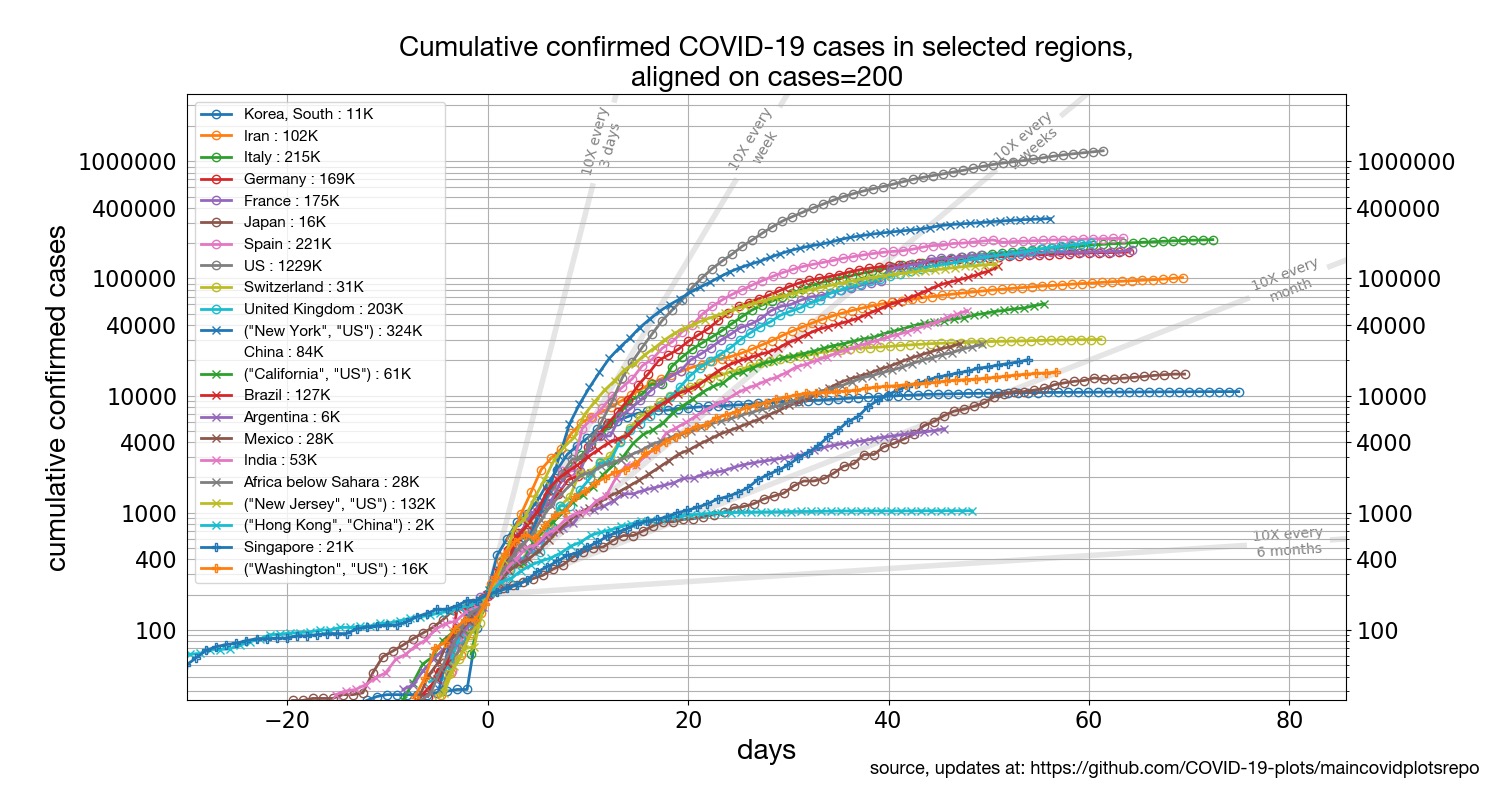 Cumulative confirmed COVID-19 cases in selected regions,
aligned on cases=200
cumulative confirmed cases
1000000
400000
100000
40000
10000
4000
1000
400
100
Korea, South : 11K
Iran : 102K
Italy : 215K
Germany : 169K
France : 175K
Japan : 16K
Spain : 221K
US : 1229K
Switzerland : 31K
United Kingdom : 203K
("New York", "US") : 324K
China : 84K
("California", "US") : 61K
Brazil : 127K
Argentina : 6K
Mexico : 28K
India : 53K
Africa below Sahara : 28K
("New Jersey", "US") : 132K
("Hong Kong", "China") : 2K
Singapore : 21K
("Washington", "US") : 16K
10X every
3 days
10X every
week
10X every
weeks
10X every
month
10X every
6 months
1000000
400000
100000
40000
10000
4000
1000
400
100
−20
0
20
40
60
80
days
source, updates at: https://github.com/COVID-19-plots/maincovidplotsrepo